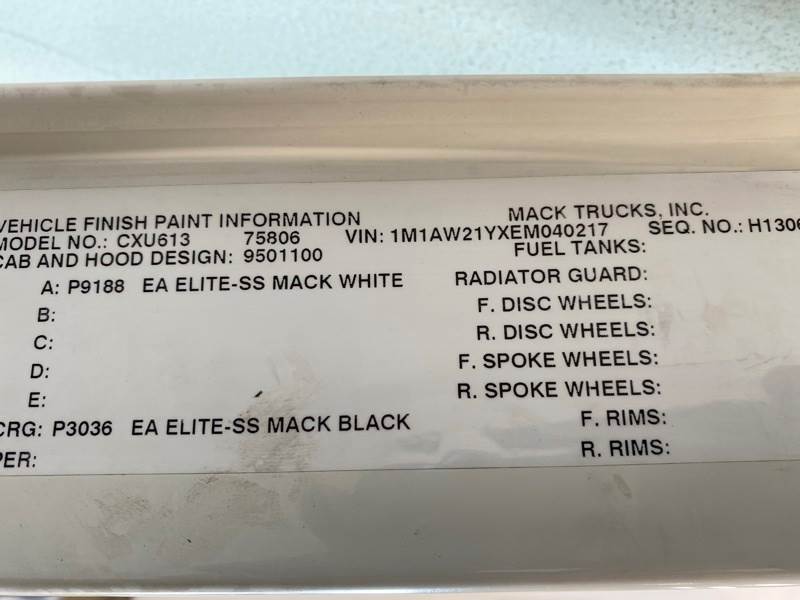 VEHICLE FINISH PAINT INFORMATION MACK TRUCKS, INC.
MODEL NO.: CXU613 75806 VIN: 1M1AW21YXEM040217 SEQ. NO.: H1306
CAB AND HOOD DESIGN: 9501100 FUEL TANKS:
A: P9188 EA ELITE-SS MACK WHITE RADIATOR GUARD:
B: F. DISC WHEELS:
C: R. DISC WHEELS:
D: F. SPOKE WHEELS:
E: R. SPOKE WHEELS:
CRG: P3036 EA ELITE-SS MACK BLACK F. RIMS:
PER: R. RIMS: